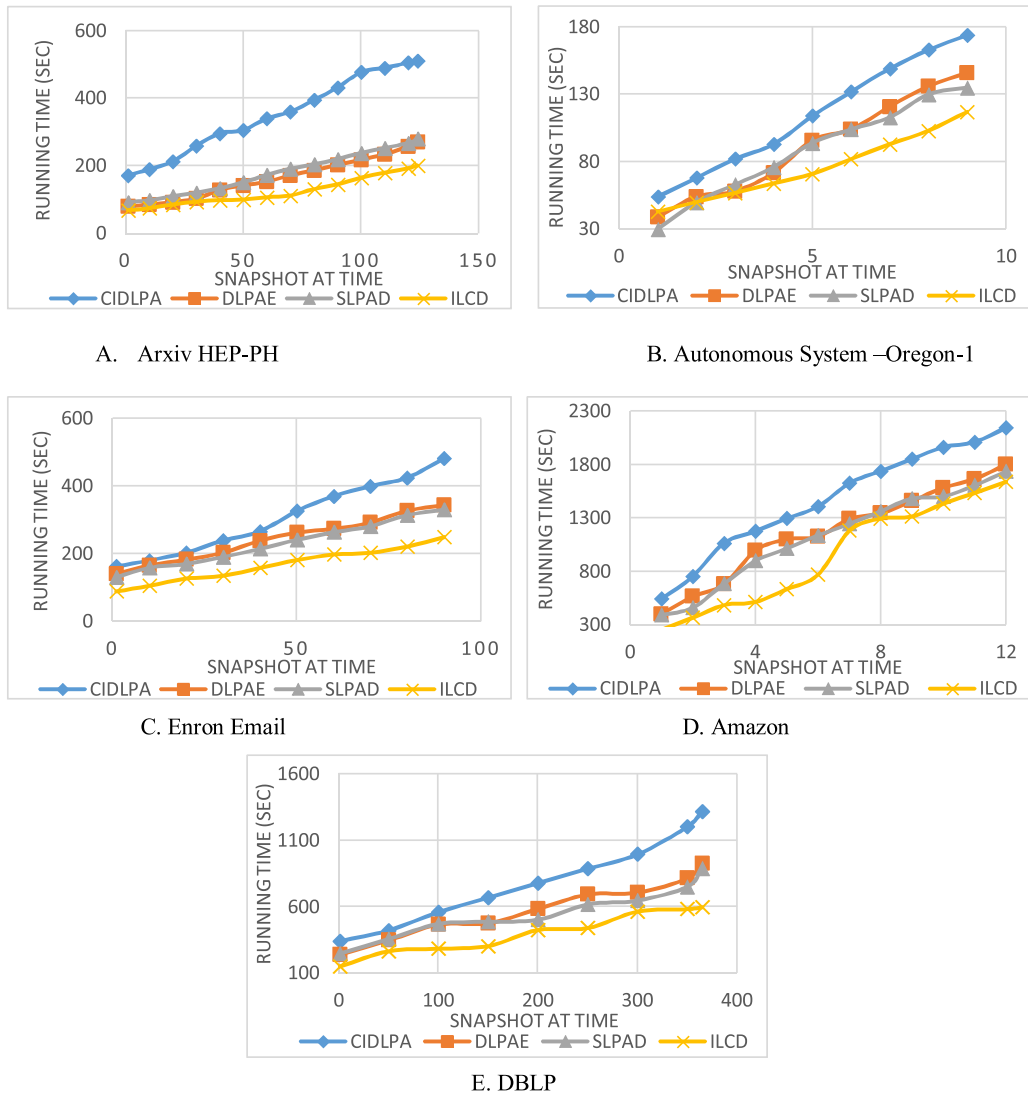 RUNNING TIME (SEC)
600
400
200
0
0 50 100 150
SNAPSHOT AT TIME
CIDLPA DLPAE SLPAD ILCD
A. Arxiv HEP-PH
RUNNING TIME (SEC)
180
130
80
30
0 5 10
SNAPSHOT AT TIME
CIDLPA DLPAE SLPAD ILCD
B. Autonomous System –Oregon-1
RUNNING TIME (SEC)
600
400
200
0
0 50 100
SNAPSHOT AT TIME
CIDLPA DLPAE SLPAD ILCD
C. Enron Email
RUNNING TIME (SEC)
2300
1800
1300
800
300
0 4 8 12
SNAPSHOT AT TIME
CIDLPA DLPAE SLPAD ILCD
D. Amazon
RUNNING TIME (SEC)
1600
1100
600
100
0 100 200 300 400
SNAPSHOT AT TIME
CIDLPA DLPAE SLPAD ILCD
E. DBLP